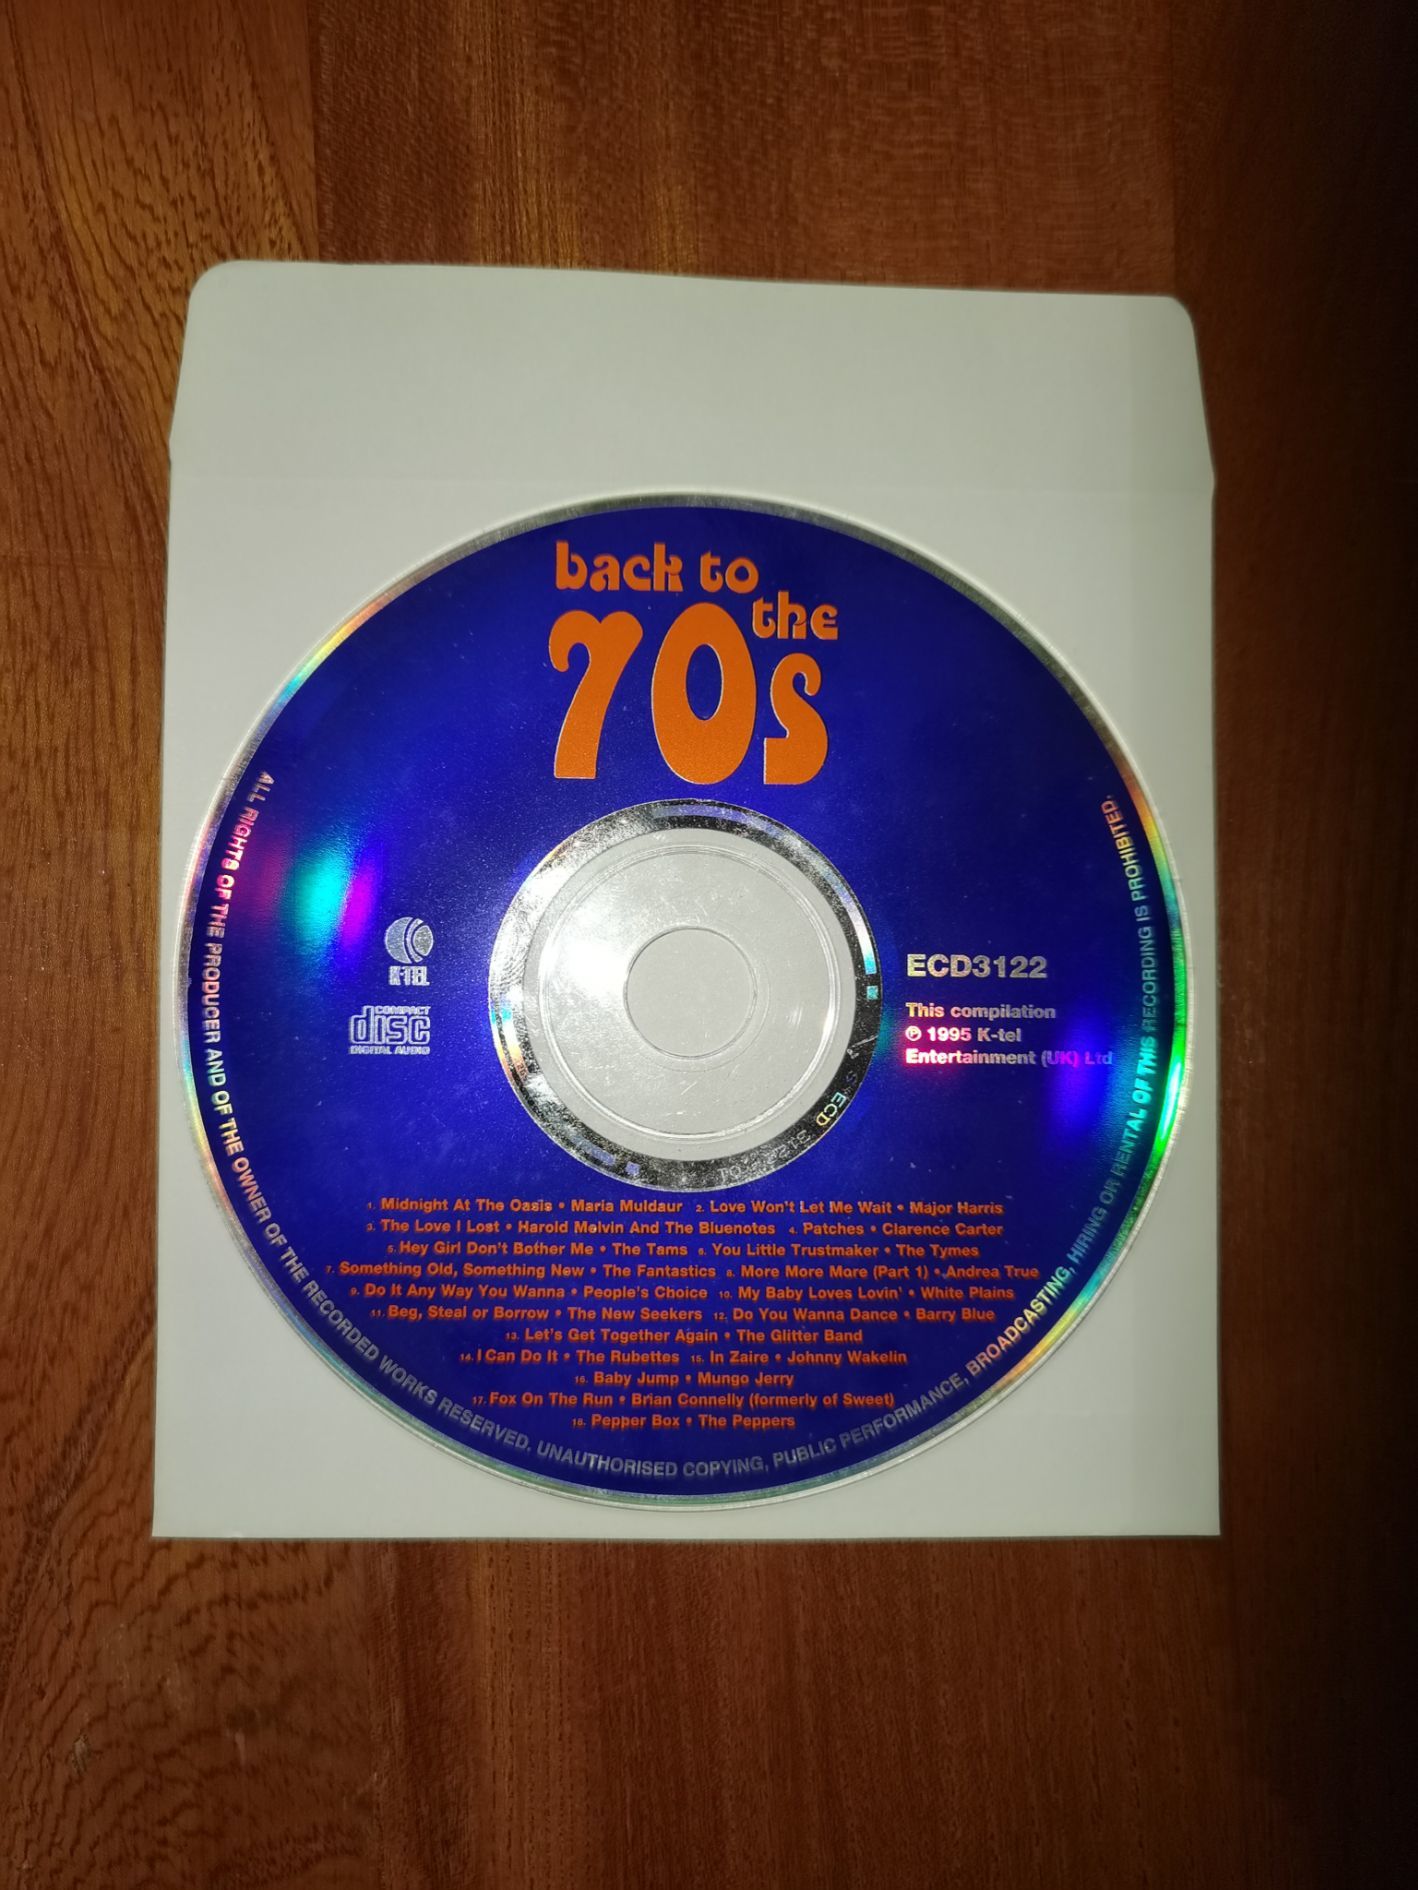 back to
the
70s
K-TEL
COMPACT
disc
DIGITAL AUDIO
ECD3122
This compilation
℗ 1995 K-tel
Entertainment (UK) Ltd
1. Midnight At The Oasis • Maria Muldaur 2. Love Won't Let Me Wait • Major Harris
3. The Love I Lost • Harold Melvin And The Bluenotes 4. Patches • Clarence Carter
5. Hey Girl Don't Bother Me • The Tams 6. You Little Trustmaker • The Tymes
7. Something Old, Something New • The Fantastics 8. More More More (Part 1) • Andrea True
9. Do It Any Way You Wanna • People's Choice 10. My Baby Loves Lovin' • White Plains
11. Beg, Steal or Borrow • The New Seekers 12. Do You Wanna Dance • Barry Blue
13. Let's Get Together Again • The Glitter Band
14. I Can Do It • The Rubettes 15. In Zaire • Johnny Wakelin
16. Baby Jump • Mungo Jerry
17. Fox On The Run • Brian Connelly (formerly of Sweet)
18. Pepper Box • The Peppers
ALL RIGHTS OF THE PRODUCER AND OF THE OWNER OF THE RECORDED WORKS RESERVED. UNAUTHORISED COPYING, PUBLIC PERFORMANCE, BROADCASTING, HIRING OR RENTAL OF THIS RECORDING IS PROHIBITED.